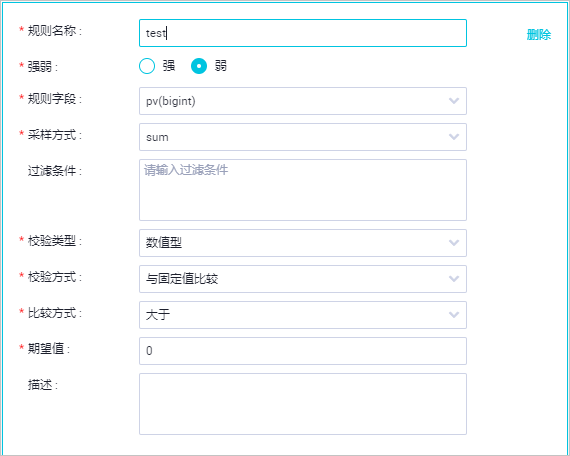 * 规则名称 : test 删除
* 强弱 : 强 弱
* 规则字段 : pv(bigint)
* 采样方式 : sum
过滤条件 : 请输入过滤条件
* 校验类型 : 数值型
* 校验方式 : 与固定值比较
* 比较方式 : 大于
* 期望值 : 0
描述 :